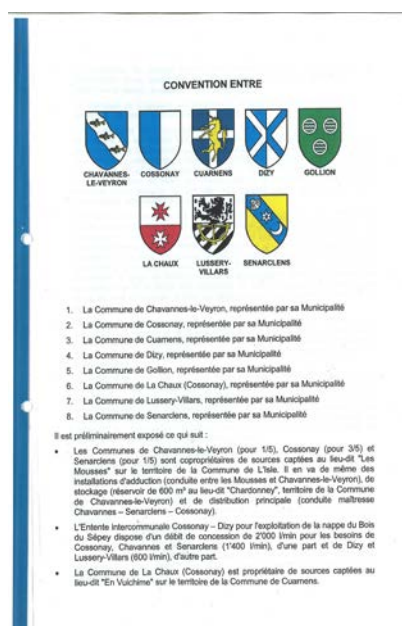 CONVENTION ENTRE
CHAVANNES-
LE-VEYRON
COSSONAY
CUARNENS
DIZY
GOLLION
LA CHAUX
LUSSERY-
VILLARS
SENARCLENS
1. La Commune de Chavannes-le-Veyron, représentée par sa Municipalité
2. La Commune de Cossonay, représentée par sa Municipalité
3. La Commune de Cuarnens, représentée par sa Municipalité
4. La Commune de Dizy, représentée par sa Municipalité
5. La Commune de Gollion, représentée par sa Municipalité
6. La Commune de La Chaux (Cossonay), représentée par sa Municipalité
7. La Commune de Lussery-Villars, représentée par sa Municipalité
8. La Commune de Senarclens, représentée par sa Municipalité
Il est préliminairement exposé ce qui suit :
• Les Communes de Chavannes-le-Veyron (pour 1/5), Cossonay (pour 3/5) et
Senarclens (pour 1/5) sont copropriétaires de sources captées au lieu-dit "Les
Mousses" sur le territoire de la Commune de L'Isle. Il en va de même des
installations d'adduction (conduite entre les Mousses et Chavannes-le-Veyron), de
stockage (réservoir de 600 m³ au lieu-dit "Chardonney", territoire de la Commune
de Chavannes-le-Veyron) et de distribution principale (conduite maîtresse
Chavannes – Senarclens – Cossonay).
• L'Entente Intercommunale Cossonay – Dizy pour l'exploitation de la nappe du Bois
du Sépey dispose d'un débit de concession de 2'000 l/min pour les besoins de
Cossonay, Chavannes et Senarclens (1'400 l/min), d'une part et de Dizy et
Lussery-Villars (600 l/min), d'autre part.
• La Commune de La Chaux (Cossonay) est propriétaire de sources captées au
lieu-dit "En Vuichime" sur le territoire de la Commune de Cuarnens.